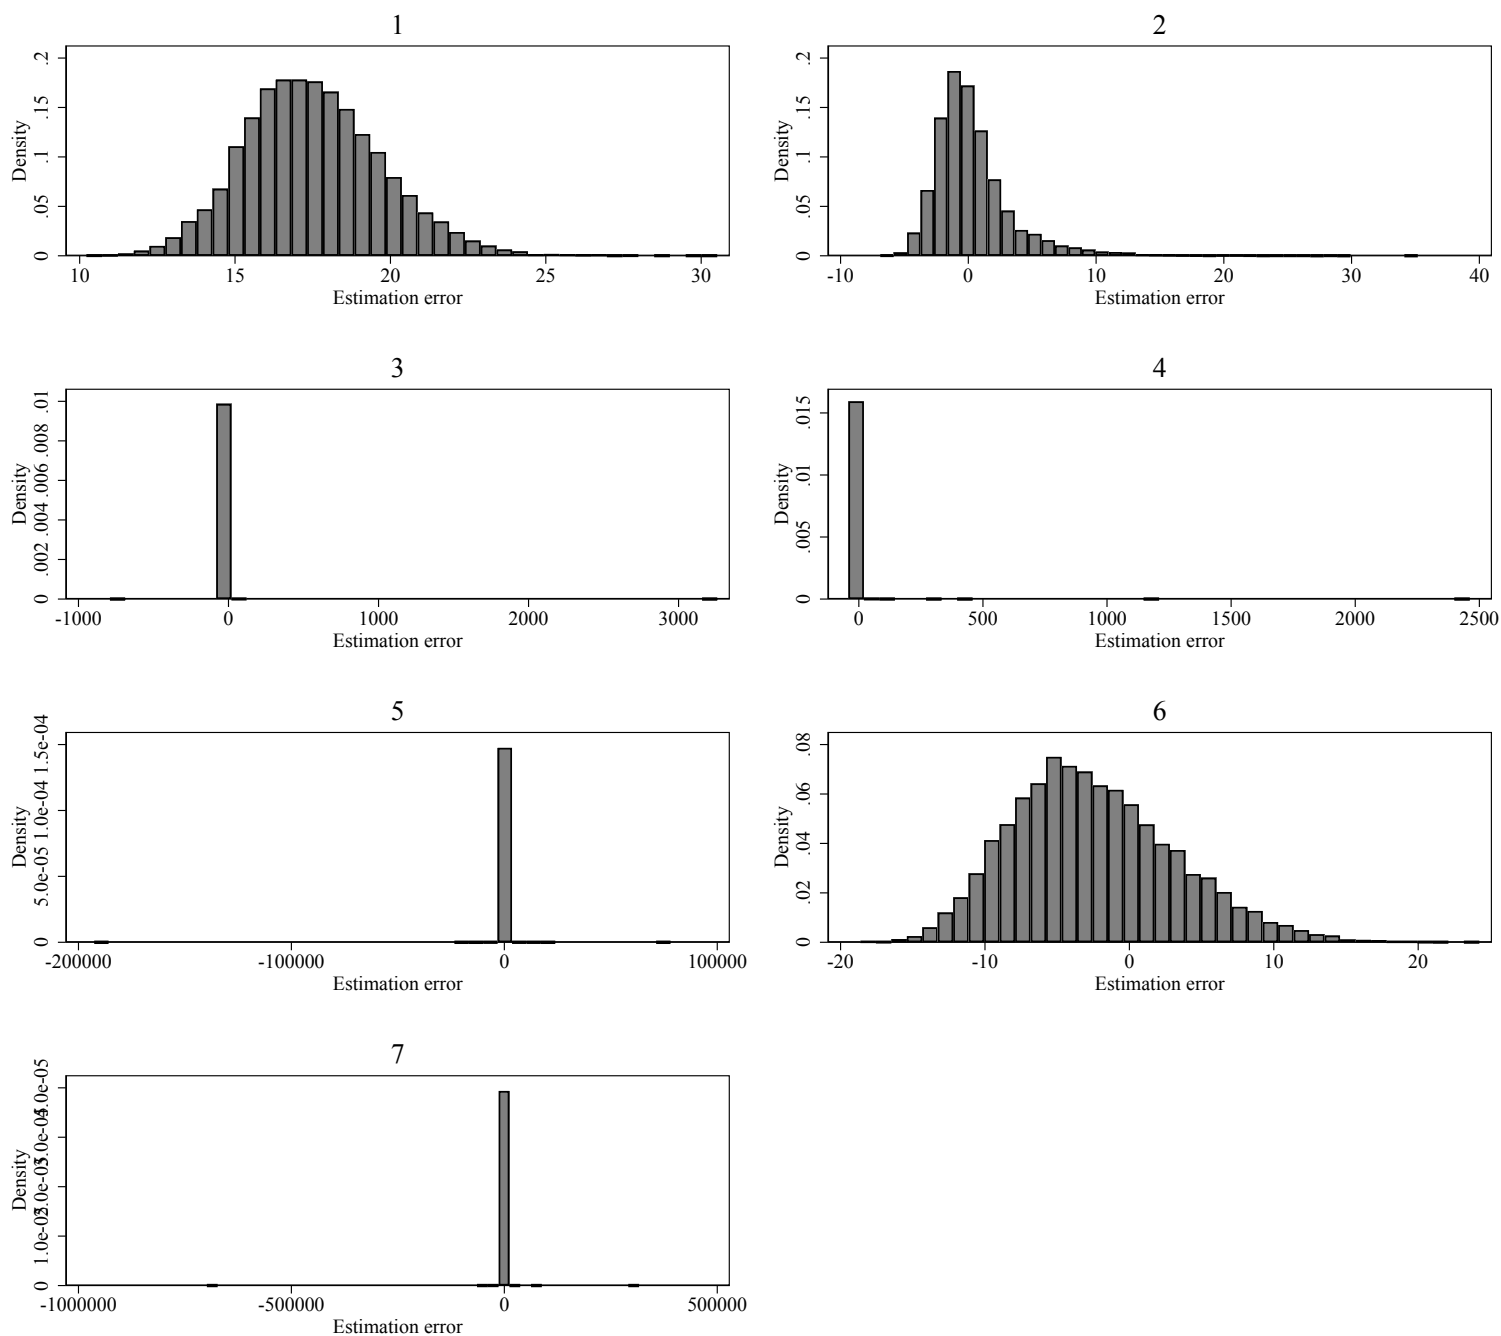 1
Density
0 .05 .1 .15 .2
10 15 20 25 30
Estimation error
2
Density
0 .05 .1 .15 .2
-10 0 10 20 30 40
Estimation error
3
Density
0 .002 .004 .006 .008 .01
-1000 0 1000 2000 3000
Estimation error
4
Density
0 .005 .01 .015
0 500 1000 1500 2000 2500
Estimation error
5
Density
0 5.0e-05 1.0e-04 1.5e-04
-200000 -100000 0 100000
Estimation error
6
Density
0 .02 .04 .06 .08
-20 -10 0 10 20
Estimation error
7
Density
0
-1000000 -500000 0 500000
Estimation error